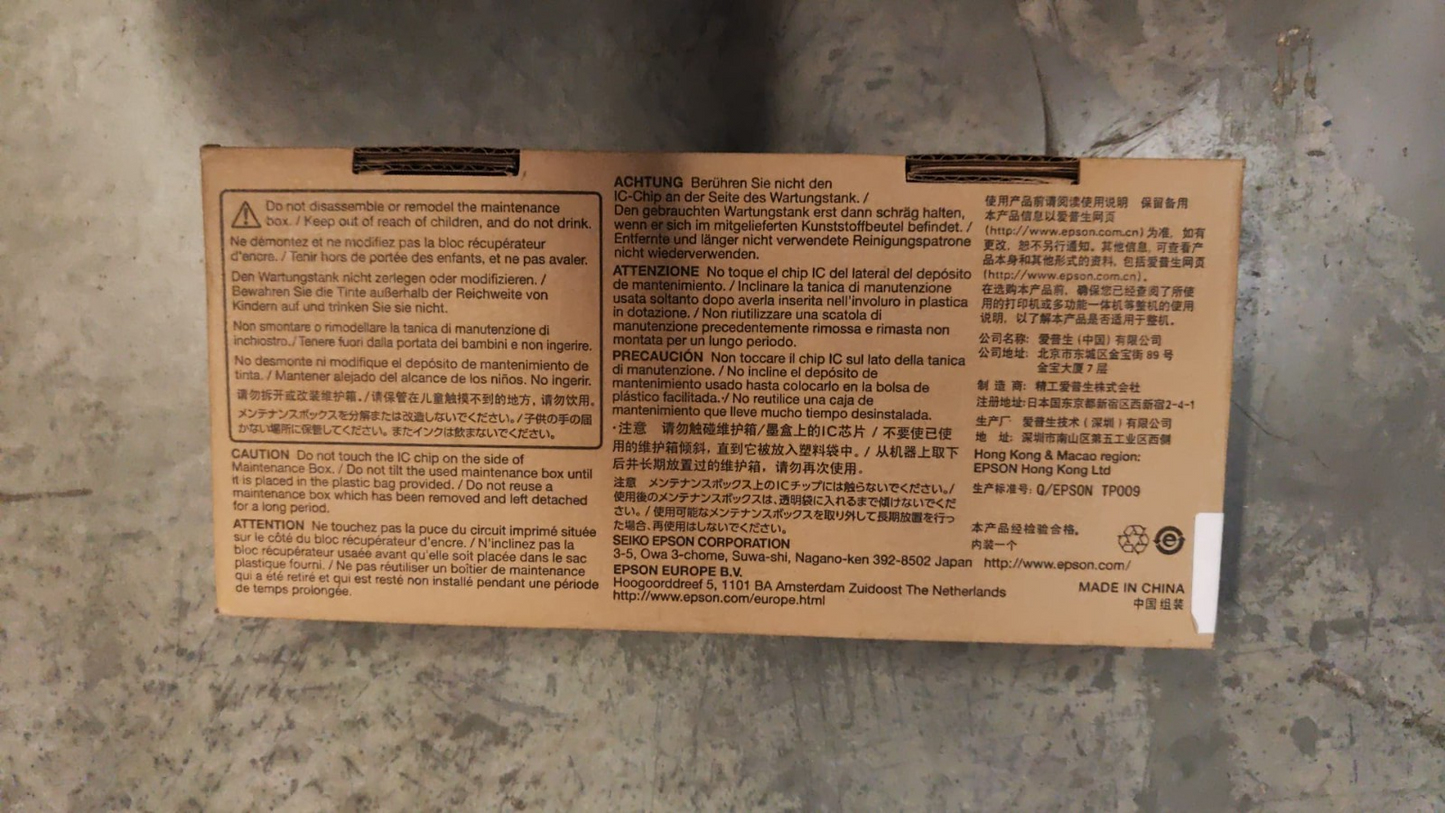 Do not disassemble or remodel the maintenance
box. / Keep out of reach of children, and do not drink.
Ne démontez et ne modifiez pas la bloc récupérateur
d'encre. / Tenir hors de portée des enfants, et ne pas avaler.
Den Wartungstank nicht zerlegen oder modifizieren. /
Bewahren Sie die Tinte außerhalb der Reichweite von
Kindern auf und trinken Sie sie nicht.
Non smontare o rimodellare la tanica di manutenzione di
inchiostro./ Tenere fuori dalla portata dei bambini e non ingerire.
No desmonte ni modifique el depósito de mantenimiento de
tinta. / Mantener alejado del alcance de los niños. No ingerir.
请勿拆开或改装维护箱。/请保管在儿童触摸不到的地方，请勿饮用。
メンテナンスボックスを分解または改造しないでください。/子供の手の届
かない場所に保管してください。またインクは飲まないでください。
CAUTION Do not touch the IC chip on the side of
Maintenance Box. / Do not tilt the used maintenance box until
it is placed in the plastic bag provided. / Do not reuse a
maintenance box which has been removed and left detached
for a long period.
ATTENTION Ne touchez pas la puce du circuit imprimé située
sur le côté du bloc récupérateur d'encre. / N'inclinez pas la
bloc récupérateur usaée avant qu'elle soit placée dans le sac
plastique fourni. / Ne pas réutiliser un boîtier de maintenance
qui a été retiré et qui est resté non installé pendant une période
de temps prolongée.
ACHTUNG Berühren Sie nicht den
IC-Chip an der Seite des Wartungstank. /
Den gebrauchten Wartungstank erst dann schräg halten,
wenn er sich im mitgelieferten Kunststoffbeutel befindet. /
Entfernte und länger nicht verwendete Reinigungspatrone
nicht wiederverwenden.
ATTENZIONE No toque el chip IC del lateral del depósito
de mantenimiento. / Inclinare la tanica di manutenzione
usata soltanto dopo averla inserita nell'involuro in plastica
in dotazione. / Non riutilizzare una scatola di
manutenzione precedentemente rimossa e rimasta non
montata per un lungo periodo.
PRECAUCIÓN Non toccare il chip IC sul lato della tanica
di manutenzione. / No incline el depósito de
mantenimiento usado hasta colocarlo en la bolsa de
plástico facilitada. / No reutilice una caja de
mantenimiento que lleve mucho tiempo desinstalada.
·注意 请勿触碰维护箱/墨盒上的IC芯片 / 不要使已使
用的维护箱倾斜，直到它被放入塑料袋中。/ 从机器上取下
后并长期放置过的维护箱，请勿再次使用。
注意 メンテナンスボックス上のICチップには触らないでください。/
使用後のメンテナンスボックスは、透明袋に入れるまで傾けないでくだ
さい。/ 使用可能なメンテナンスボックスを取り外して長期放置を行っ
た場合、再使用はしないでください。
SEIKO EPSON CORPORATION
3-5, Owa 3-chome, Suwa-shi, Nagano-ken 392-8502 Japan
EPSON EUROPE B.V.
Hoogoorddreef 5, 1101 BA Amsterdam Zuidoost The Netherlands
http://www.epson.com/europe.html
使用产品前请阅读使用说明 保留备用
本产品信息以爱普生网页
(http://www.epson.com.cn) 为准，如有
更改，恕不另行通知。其他信息，可查看产
品本身和其他形式的资料，包括爱普生网页
(http://www.epson.com.cn)。
在选购本产品前，确保您已经查阅了所使
用的打印机或多功能一体机等整机的使用
说明，以了解本产品是否适用于整机。
公司名称: 爱普生 (中国) 有限公司
公司地址: 北京市东城区金宝街 89 号
金宝大厦 7 层
制 造 商: 精工爱普生株式会社
注册地址:日本国东京都新宿区西新宿2-4-1
生产厂 爱普生技术 ( 深圳 ) 有限公司
地 址: 深圳市南山区第五工业区西侧
Hong Kong & Macao region:
EPSON Hong Kong Ltd
生产标准号: Q/EPSON TP009
本产品经检验合格。
内装一个
http://www.epson.com/
MADE IN CHINA
中国组装